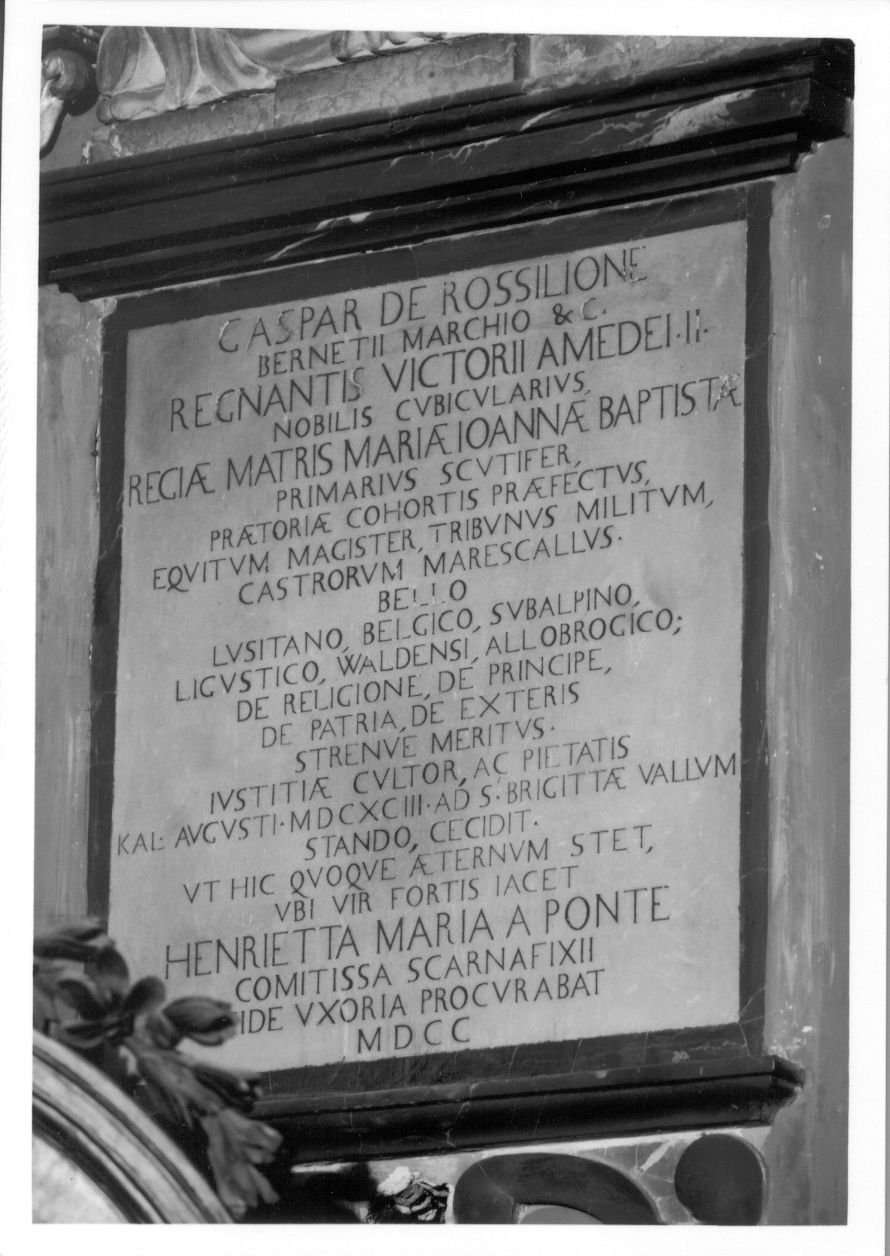 GASPAR DE ROSSILIONE
BERNETII MARCHIO & C.
REGNANTIS VICTORII AMEDEI·II·
NOBILIS CVBICVLARIVS,
REGIÆ MATRIS MARIÆ IOANNÆ BAPTISTÆ
PRIMARIVS SCVTIFER,
PRÆTORIÆ COHORTIS PRÆFECTVS,
EQVITVM MAGISTER, TRIBVNVS MILITVM,
CASTRORVM MARESCALLVS.
BELLO
LVSITANO, BELGICO, SVBALPINO,
LIGVSTICO, WALDENSI, ALLOBROGICO;
DE RELIGIONE, DE PRINCIPE,
DE PATRIA, DE EXTERIS
STRENVE MERITVS.
IVSTITIÆ CVLTOR, AC PIETATIS
KAL: AVGVSTI·MDCXCIII·AD S·BRIGITTÆ VALLVM
STANDO, CECIDIT.
VT HIC QVOQVE ÆTERNVM STET,
VBI VIR FORTIS IACET
HENRIETTA MARIA A PONTE
COMITISSA SCARNAFIXII
IDE VXORIA PROCVRABAT
MDCC